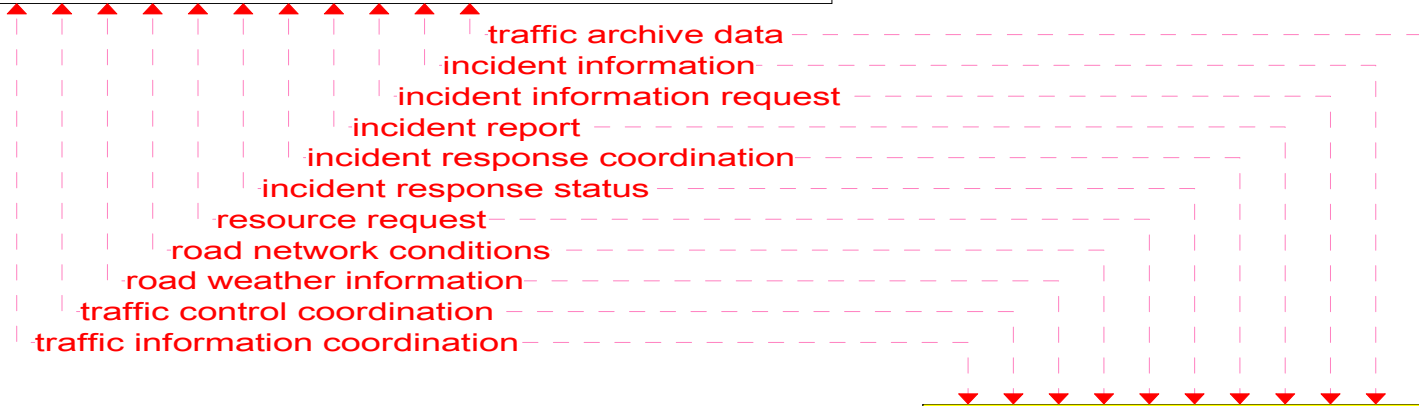 traffic archive data
incident information
incident information request
incident report
incident response coordination
incident response status
resource request
road network conditions
road weather information
traffic control coordination
traffic information coordination